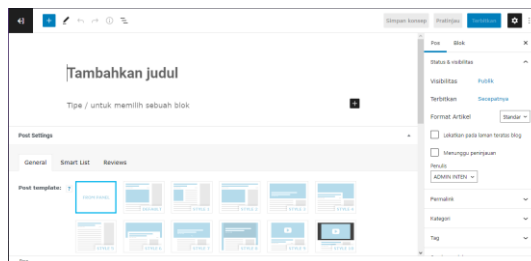 Simpan konsep Pratinjau Terbitkan
Tambahkan judul
Tipe / untuk memilih sebuah blok
Post Settings
General Smart List Reviews
Post template: ?
Pos Blok
Status & visibilitas
Visibilitas Publik
Terbitkan Secepatnya
Format Artikel Standar
Lekatkan pada laman teratas blog
Menunggu peninjauan
Penulis
ADMIN INTEN
Permalink
Kategori
Tag